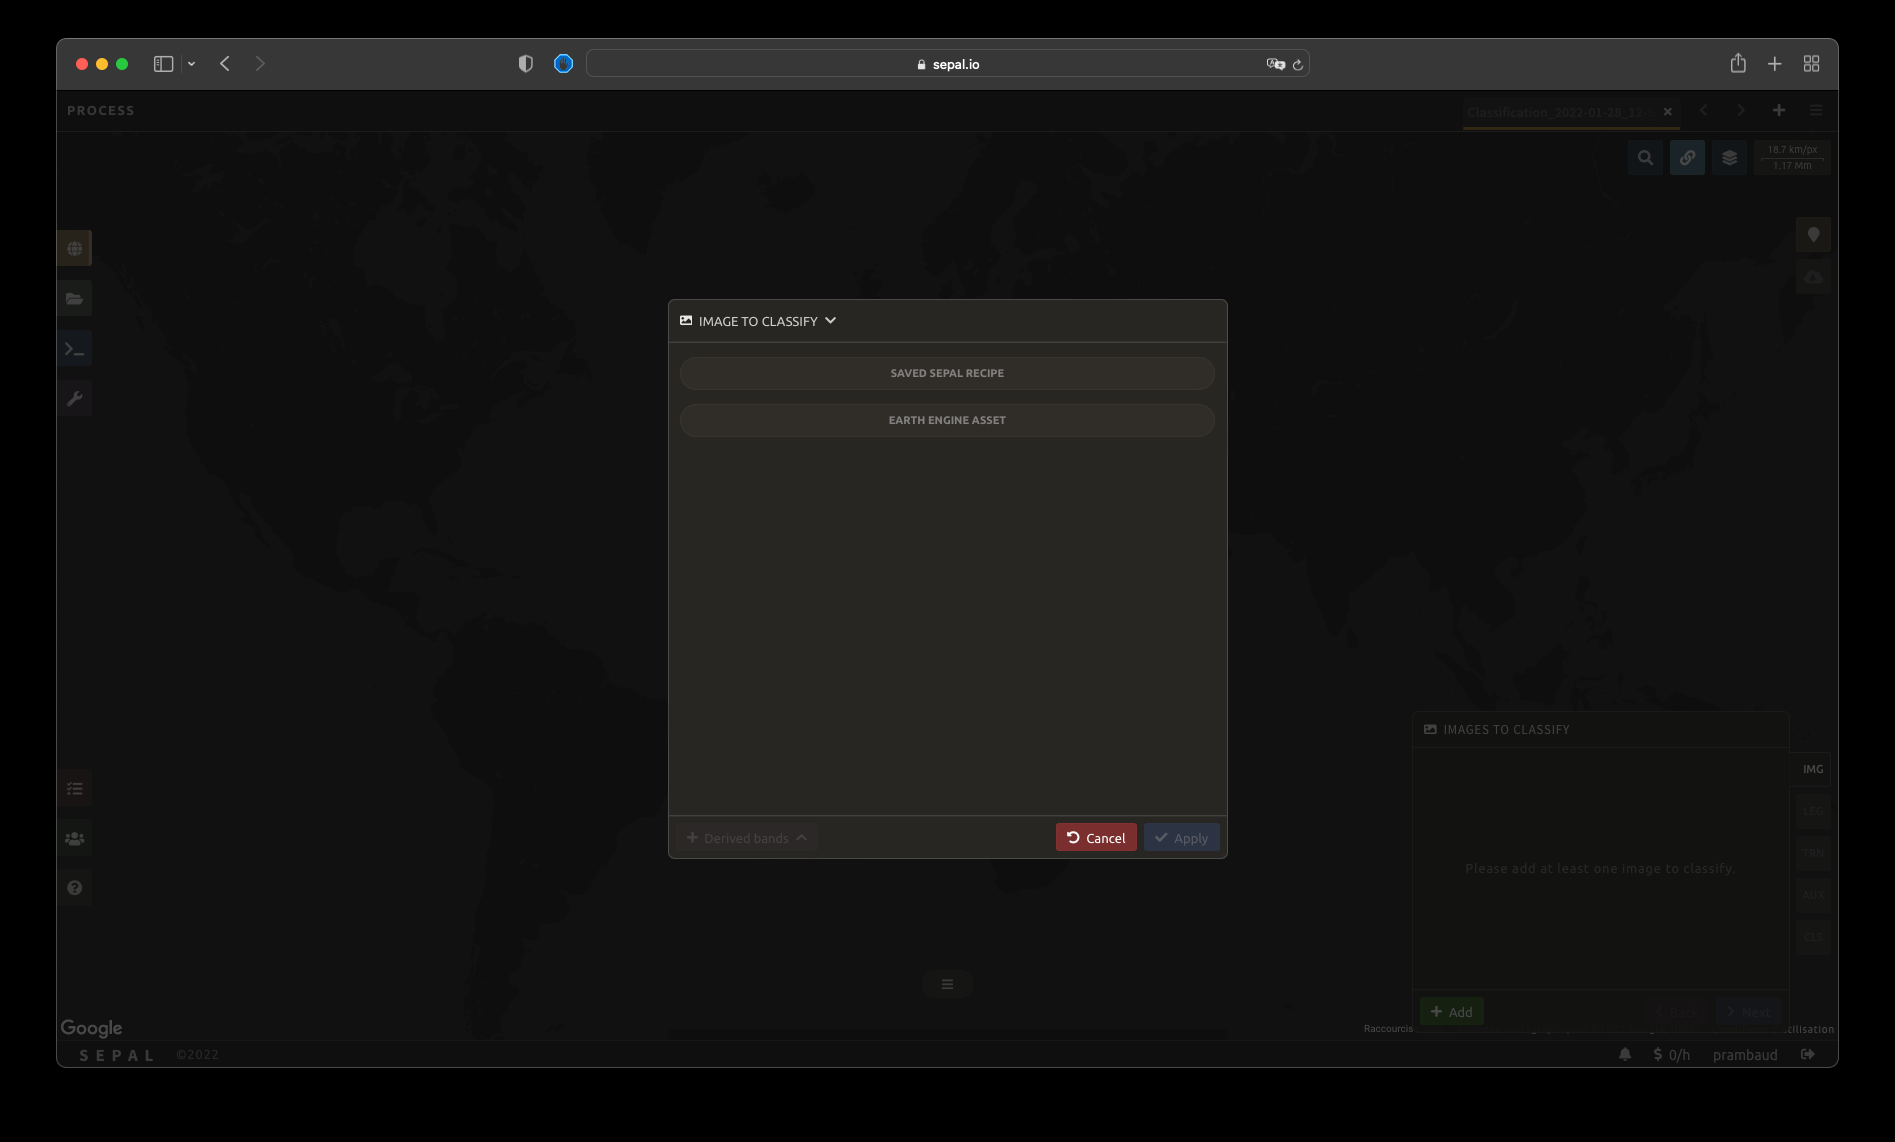 sepal.io
PROCESS
Classification_2022-01-28_12
18.7 km/px
1.17 Mm
IMAGE TO CLASSIFY
SAVED SEPAL RECIPE
EARTH ENGINE ASSET
Derived bands
Cancel
Apply
IMAGES TO CLASSIFY
IMG
LEG
TRN
AUX
CLS
Please add at least one image to classify.
Add
Back
Next
Google
Raccourcis
utilisation
SEPAL ©2022
$ 0/h prambaud